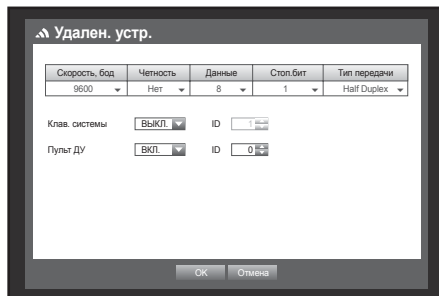 Удален. устр.
Скорость, бод Четность Данные Стоп.бит Тип передачи
9600 Нет 8 1 Half Duplex
Клав. системы ВЫКЛ. ID 1
Пульт ДУ ВКЛ. ID 0
OK Отмена